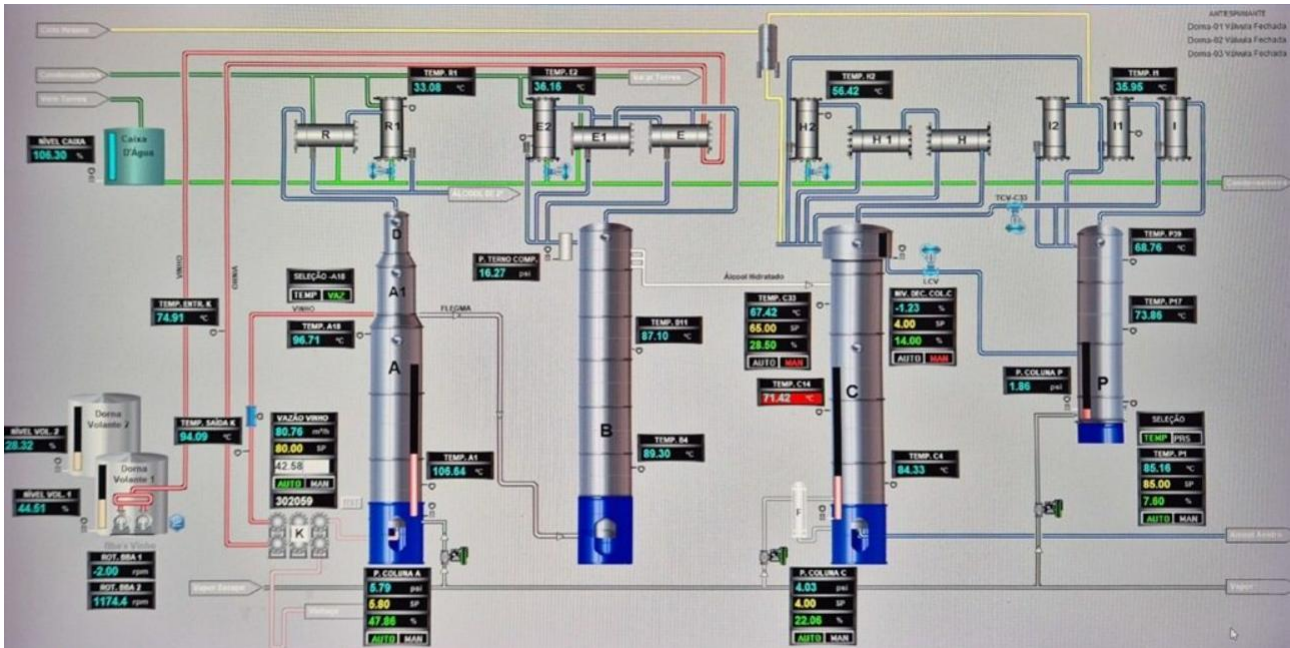 ANTESPUMANTE
Dorna-01 Válvula Fechada
Dorna-02 Válvula Fechada
Dorna-03 Válvula Fechada
TEMP. R1
33.08 °C
TEMP. E2
36.16 °C
TEMP. H2
56.42 °C
TEMP. I1
35.95 °C
NÍVEL CAIXA
106.30 %
Caixa
D'Água
R
R1
E2
E1
E
H2
H 1
H
I2
I1
I
ÁLCOOL DE 2ª
TCV-C33
D
P. TERNO COMP.
16.27 psi
TEMP. P39
68.76 °C
VINHO
SELEÇÃO -A18
TEMP VAZ
A1
Álcool Hidratado
LCV
TEMP. ENTR. K
74.91 °C
VINHO
FLEGMA
TEMP. C33
67.42 °C
65.00 SP
28.50 %
AUTO MAN
NIV. DEC. COL.C
-1.23 %
4.00 SP
14.00 %
AUTO MAN
TEMP. P17
73.86 °C
TEMP. A18
96.71 °C
87.10 °C
A
P. COLUNA P
1.86 psi
P
TEMP. C14
71.42 °C
C
Dorna
Volante 2
NÍVEL VOL. 2
28.32 %
TEMP. SAÍDA K
94.09 °C
VAZÃO VINHO
80.76 m³/h
80.00 SP
42.58
AUTO MAN
302059
B
SELEÇÃO
TEMP PRS
TEMP. B4
89.30 °C
TEMP. A1
106.64 °C
TEMP. C4
84.33 °C
TEMP. P1
85.16 °C
85.00 SP
7.60 %
AUTO MAN
Dorna
Volante 1
NÍVEL VOL. 1
44.51 %
K
F
ROT. BBA 1
-2.00 rpm
ROT. BBA 2
1174.4 rpm
Vapor Escape
Vapor
P. COLUNA A
5.79 psi
5.80 SP
47.86 %
AUTO MAN
P. COLUNA C
4.03 psi
4.00 SP
22.06 %
AUTO MAN